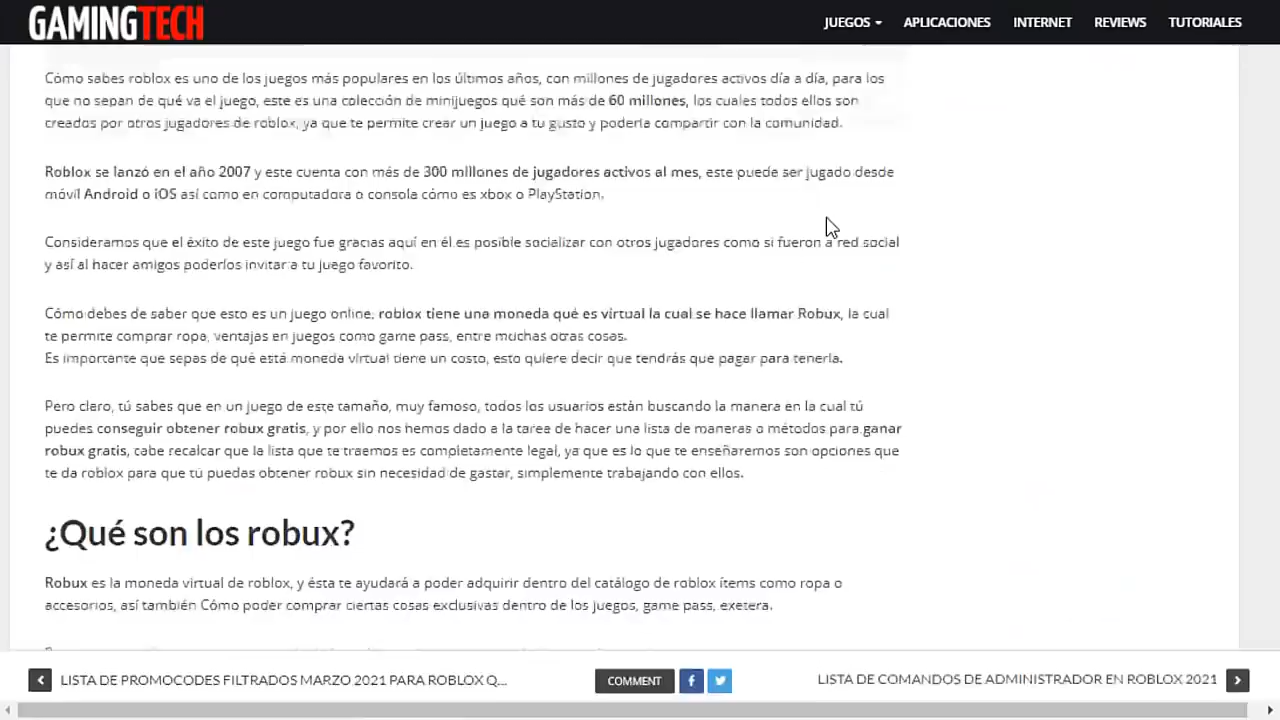 GAMINGTECH
JUEGOS
APLICACIONES
INTERNET
REVIEWS
TUTORIALES
Cómo sabes roblox es uno de los juegos más populares en los últimos años, con millones de jugadores activos día a día, para los
que no sepan de qué va el juego, este es una colección de minijuegos qué son más de 60 millones, los cuales todos ellos son
creados por otros jugadores de roblox, ya que te permite crear un juego a tu gusto y poderla compartir con la comunidad.
Roblox se lanzó en el año 2007 y este cuenta con más de 300 millones de jugadores activos al mes, este puede ser jugado desde
móvil Android o iOS así como en computadora o consola cómo es xbox o PlayStation.
Consideramos que el éxito de este juego fue gracias aquí en él es posible socializar con otros jugadores como si fueron a red social
y así al hacer amigos poderlos invitar a tu juego favorito.
Cómo debes de saber que esto es un juego online, roblox tiene una moneda qué es virtual la cual se hace llamar Robux, la cual
te permite comprar ropa, ventajas en juegos como game pass, entre muchas otras cosas.
Es importante que sepas de qué está moneda virtual tiene un costo, esto quiere decir que tendrás que pagar para tenerla.
Pero claro, tú sabes que en un juego de este tamaño, muy famoso, todos los usuarios están buscando la manera en la cual tú
puedes conseguir obtener robux gratis, y por ello nos hemos dado a la tarea de hacer una lista de maneras o métodos para ganar
robux gratis, cabe recalcar que la lista que te traemos es completamente legal, ya que es lo que te enseñaremos son opciones que
te da roblox para que tú puedas obtener robux sin necesidad de gastar, simplemente trabajando con ellos.
¿Qué son los robux?
Robux es la moneda virtual de roblox, y ésta te ayudará a poder adquirir dentro del catálogo de roblox ítems como ropa o
accesorios, así también Cómo poder comprar ciertas cosas exclusivas dentro de los juegos, game pass, exetera.
LISTA DE PROMOCODES FILTRADOS MARZO 2021 PARA ROBLOX Q...
COMMENT
LISTA DE COMANDOS DE ADMINISTRADOR EN ROBLOX 2021